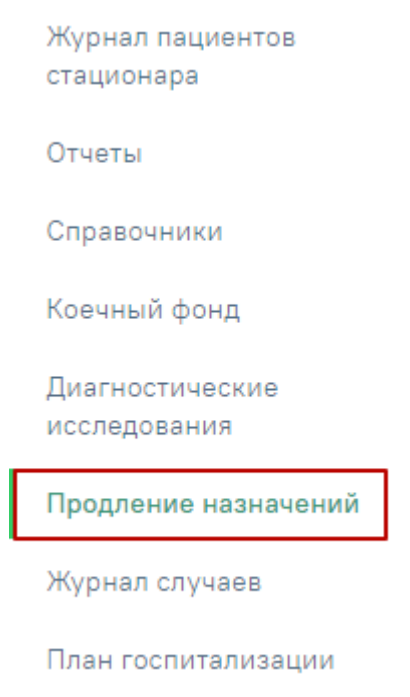 Журнал пациентов
стационара
Отчеты
Справочники
Коечный фонд
Диагностические
исследования
Продление назначений
Журнал случаев
План госпитализации